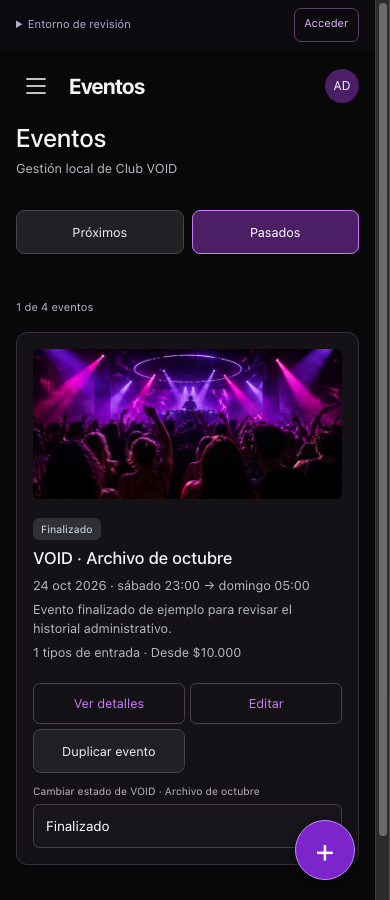 Entorno de revisión
Acceder
Eventos
AD
Eventos
Gestión local de Club VOID
Próximos
Pasados
1 de 4 eventos
Finalizado
VOID · Archivo de octubre
24 oct 2026 · sábado 23:00 → domingo 05:00
Evento finalizado de ejemplo para revisar el
historial administrativo.
1 tipos de entrada · Desde $10.000
Ver detalles
Editar
Duplicar evento
Cambiar estado de VOID · Archivo de octubre
Finalizado
+